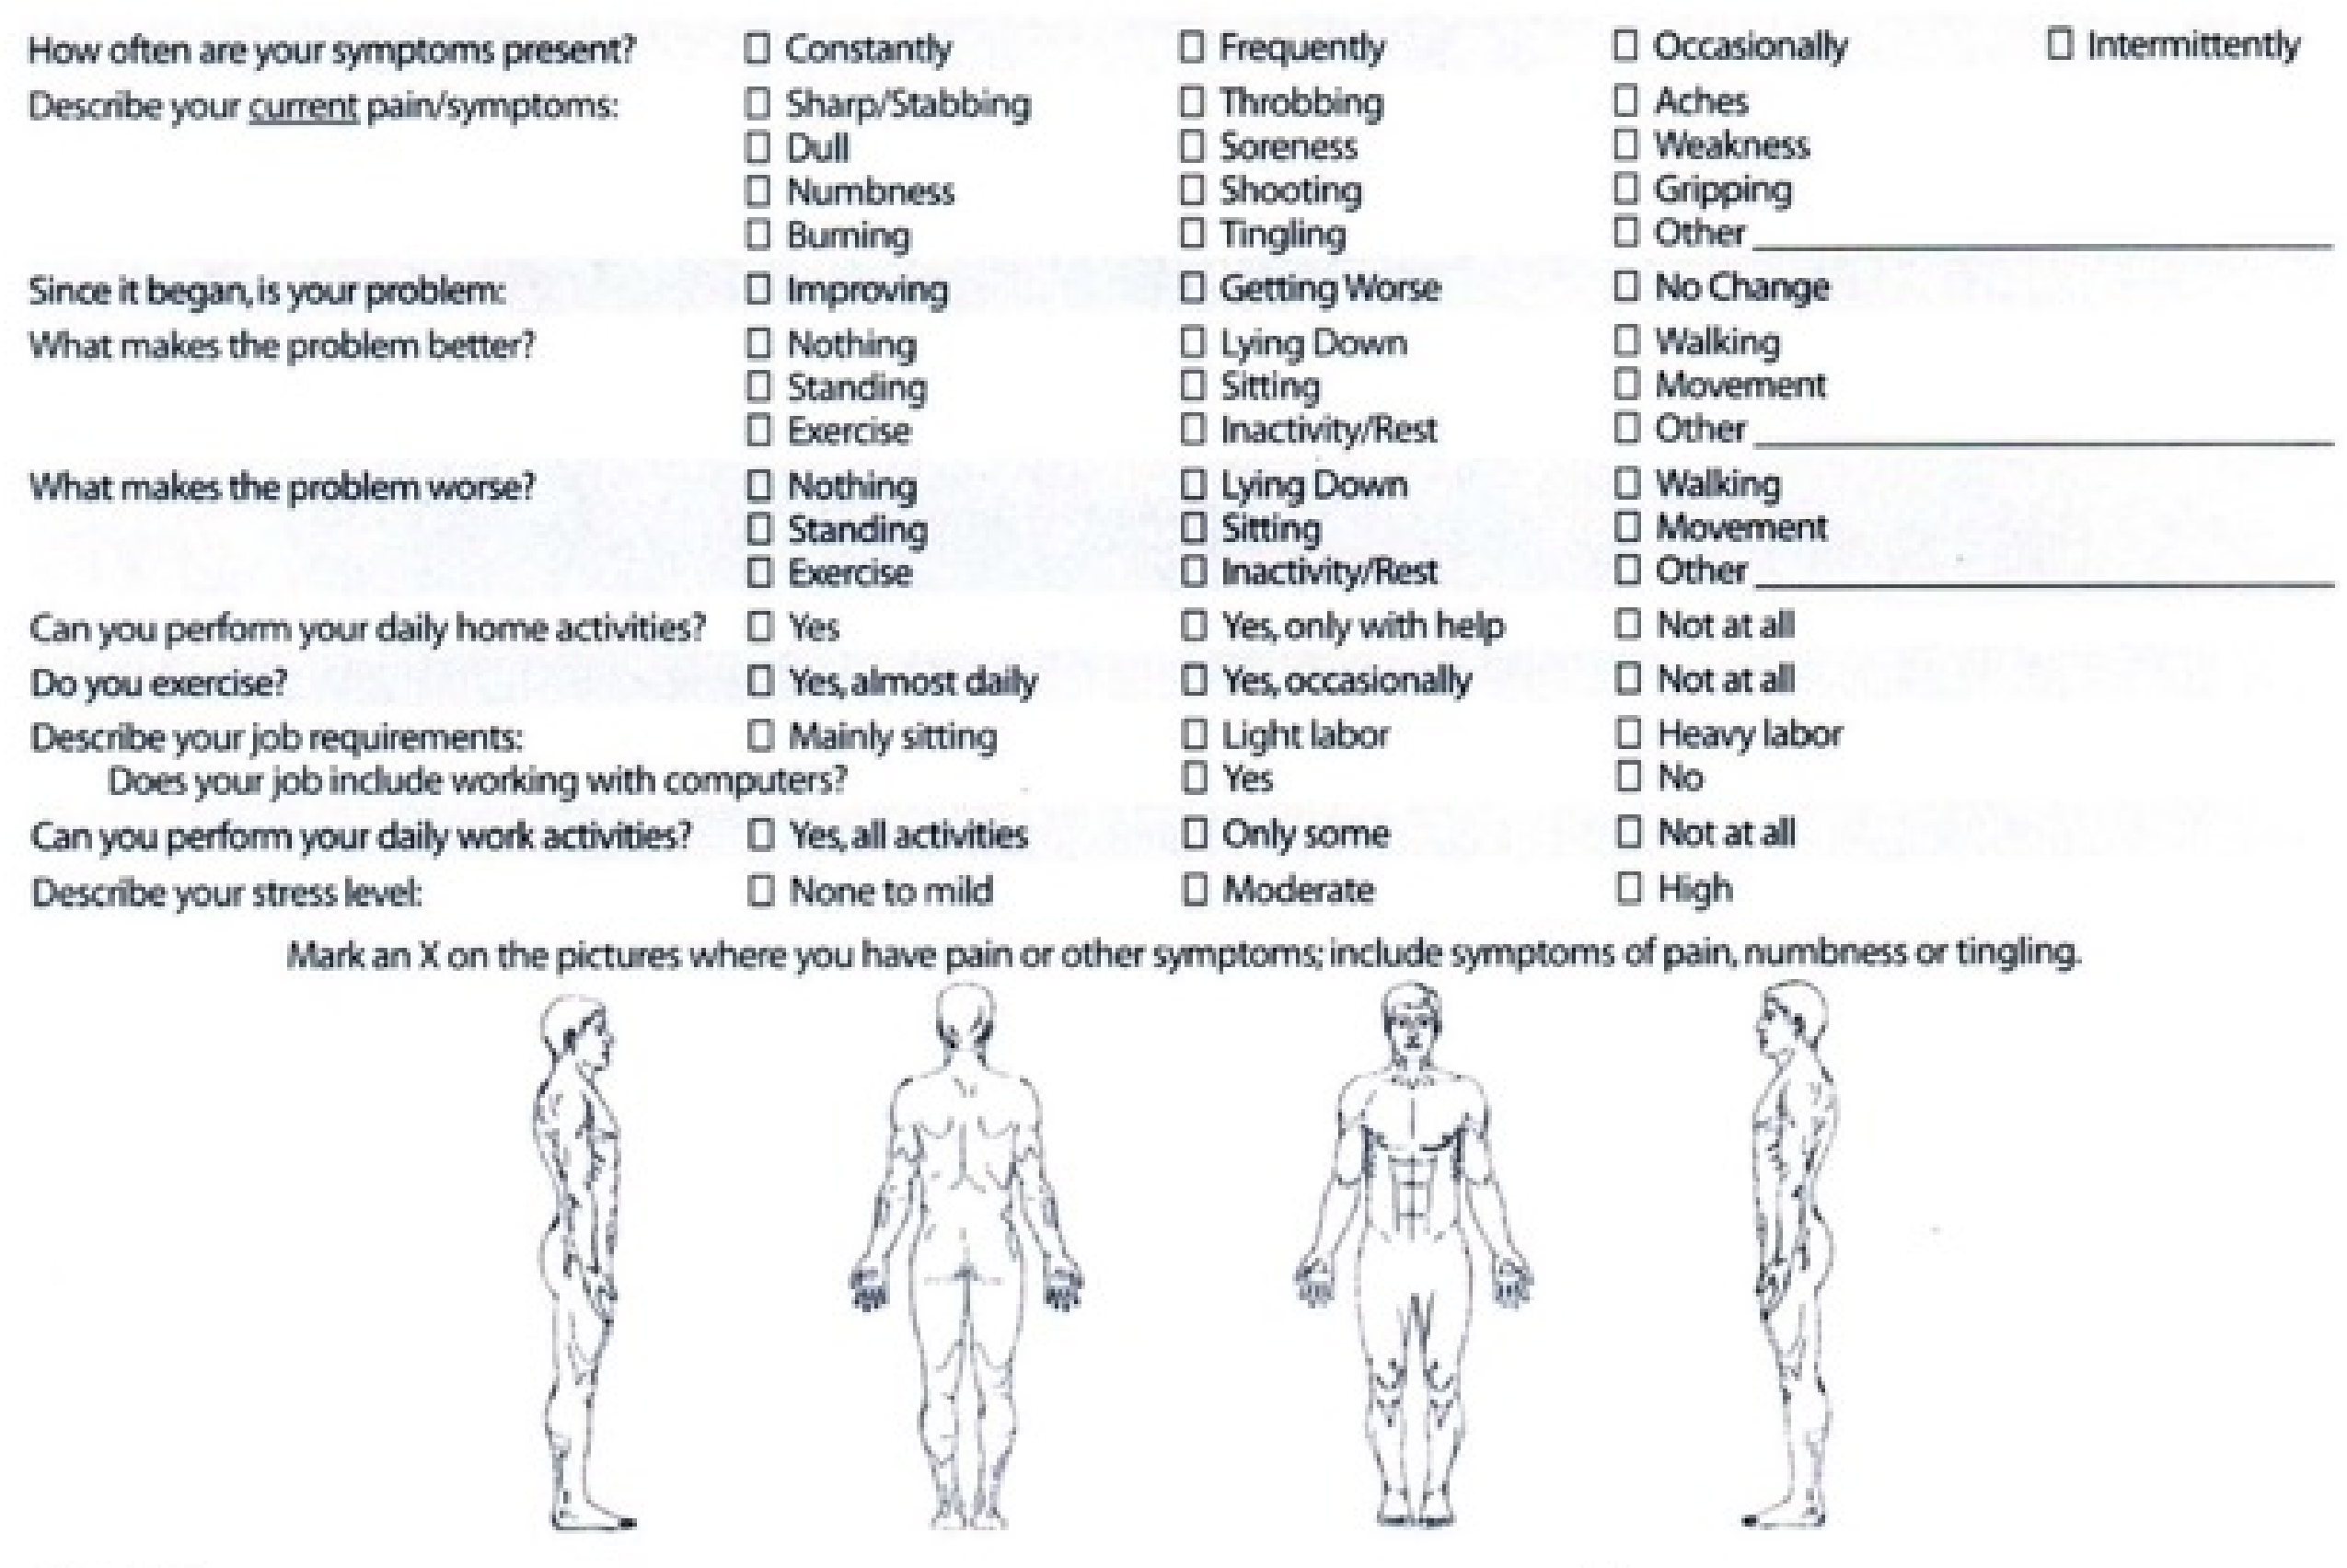 How often are your symptoms present? ☐ Constantly ☐ Frequently ☐ Occasionally ☐ Intermittently
Describe your current pain/symptoms: ☐ Sharp/Stabbing ☐ Throbbing ☐ Aches
☐ Dull ☐ Soreness ☐ Weakness
☐ Numbness ☐ Shooting ☐ Gripping
☐ Burning ☐ Tingling ☐ Other
Since it began, is your problem: ☐ Improving ☐ Getting Worse ☐ No Change
What makes the problem better? ☐ Nothing ☐ Lying Down ☐ Walking
☐ Standing ☐ Sitting ☐ Movement
☐ Exercise ☐ Inactivity/Rest ☐ Other
What makes the problem worse? ☐ Nothing ☐ Lying Down ☐ Walking
☐ Standing ☐ Sitting ☐ Movement
☐ Exercise ☐ Inactivity/Rest ☐ Other
Can you perform your daily home activities? ☐ Yes ☐ Yes, only with help ☐ Not at all
Do you exercise? ☐ Yes, almost daily ☐ Yes, occasionally ☐ Not at all
Describe your job requirements: ☐ Mainly sitting ☐ Light labor ☐ Heavy labor
Does your job include working with computers? ☐ Yes ☐ No
Can you perform your daily work activities? ☐ Yes, all activities ☐ Only some ☐ Not at all
Describe your stress level: ☐ None to mild ☐ Moderate ☐ High
Mark an X on the pictures where you have pain or other symptoms; include symptoms of pain, numbness or tingling.